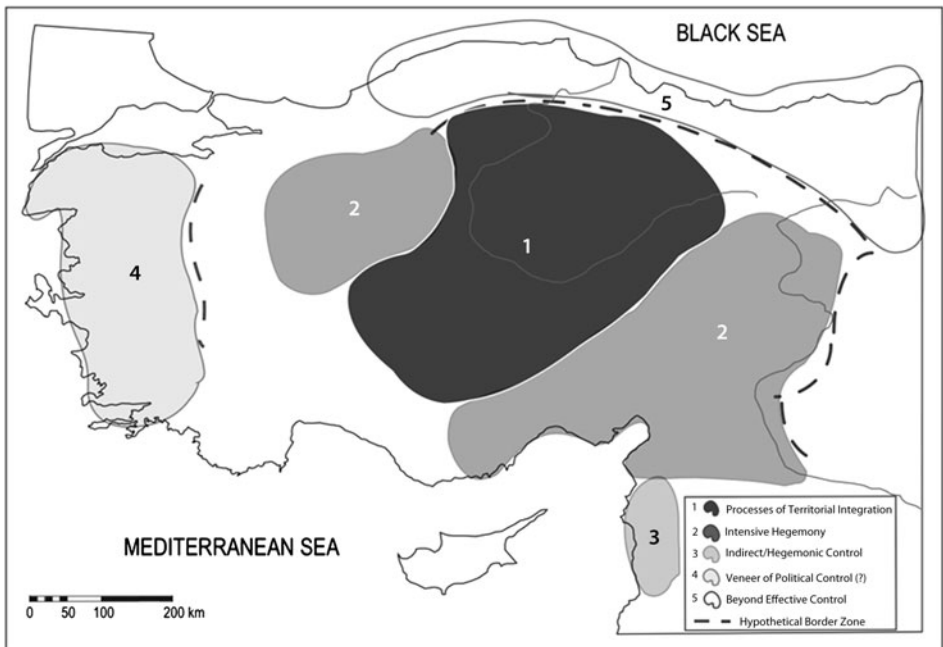 BLACK SEA
5
2
1
4
2
3
MEDITERRANEAN SEA
0 50 100 200 km
1 Processes of Territorial Integration
2 Intensive Hegemony
3 Indirect/Hegemonic Control
4 Veneer of Political Control (?)
5 Beyond Effective Control
Hypothetical Border Zone